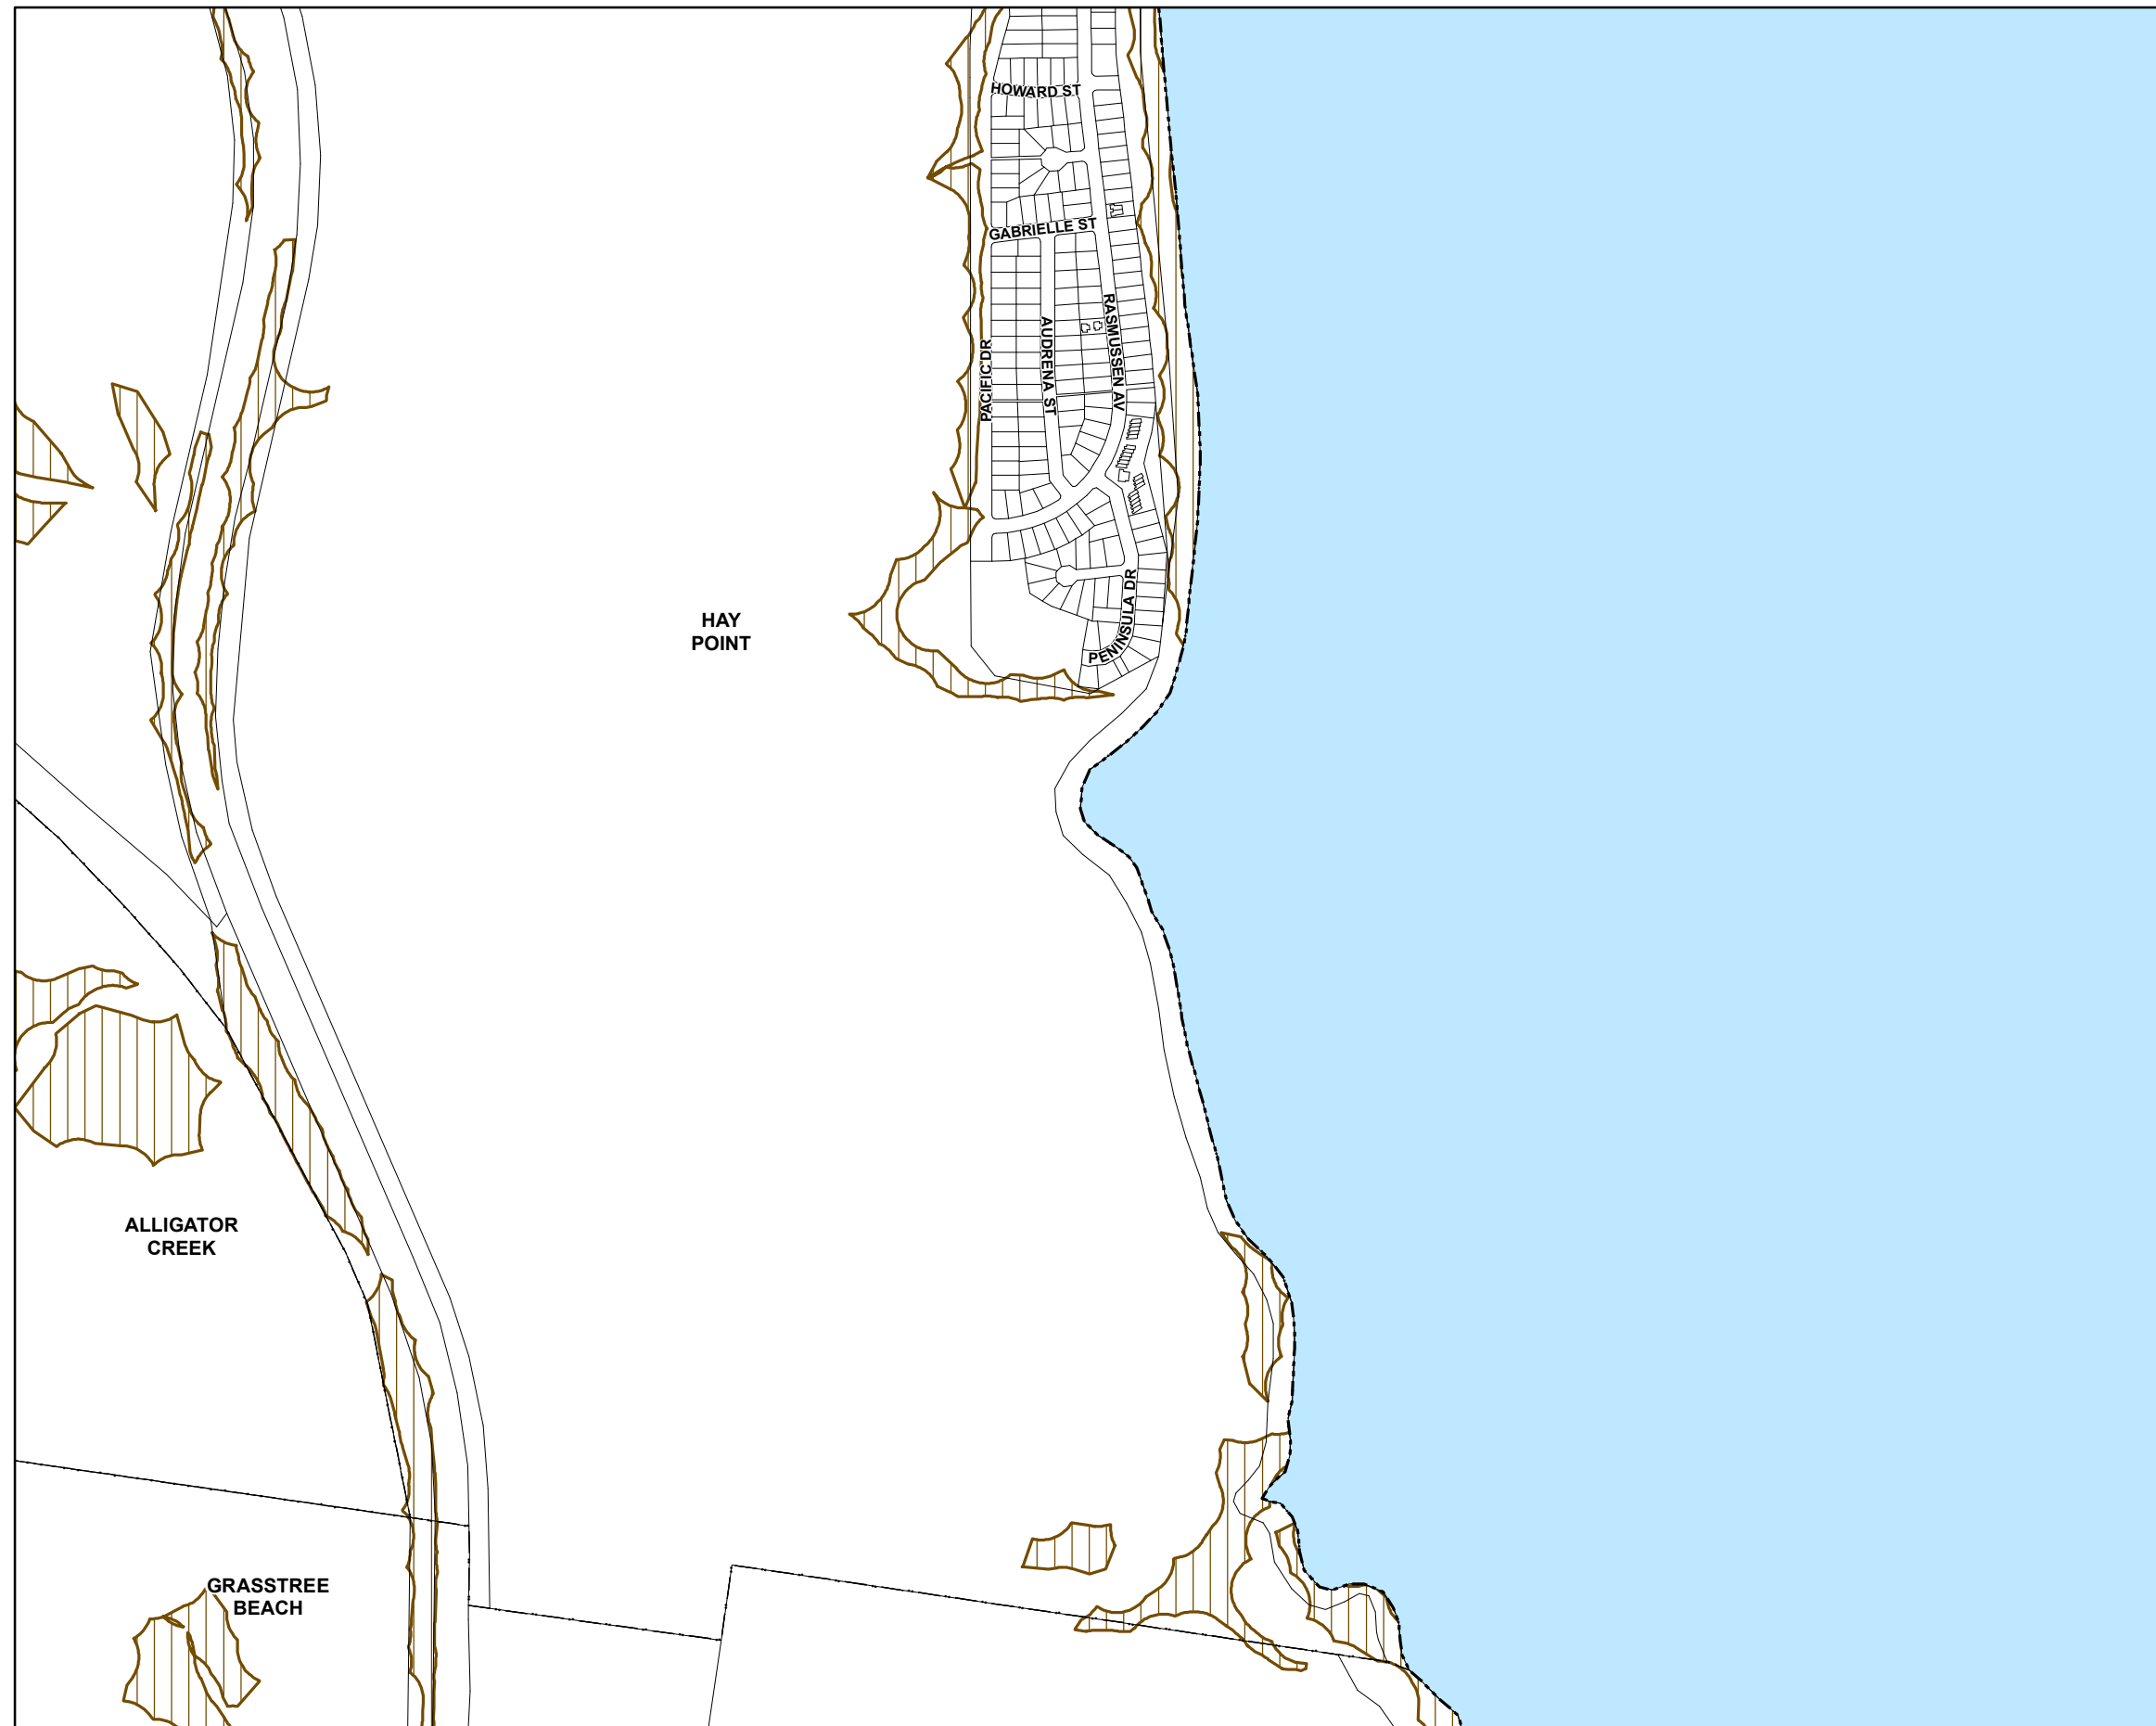 HOWARD ST
GABRIELLE ST
RASMUSSEN AV
AUDRENA ST
PACIFIC DR
PENINSULA DR
HAY
POINT
ALLIGATOR
CREEK
GRASSTREE
BEACH